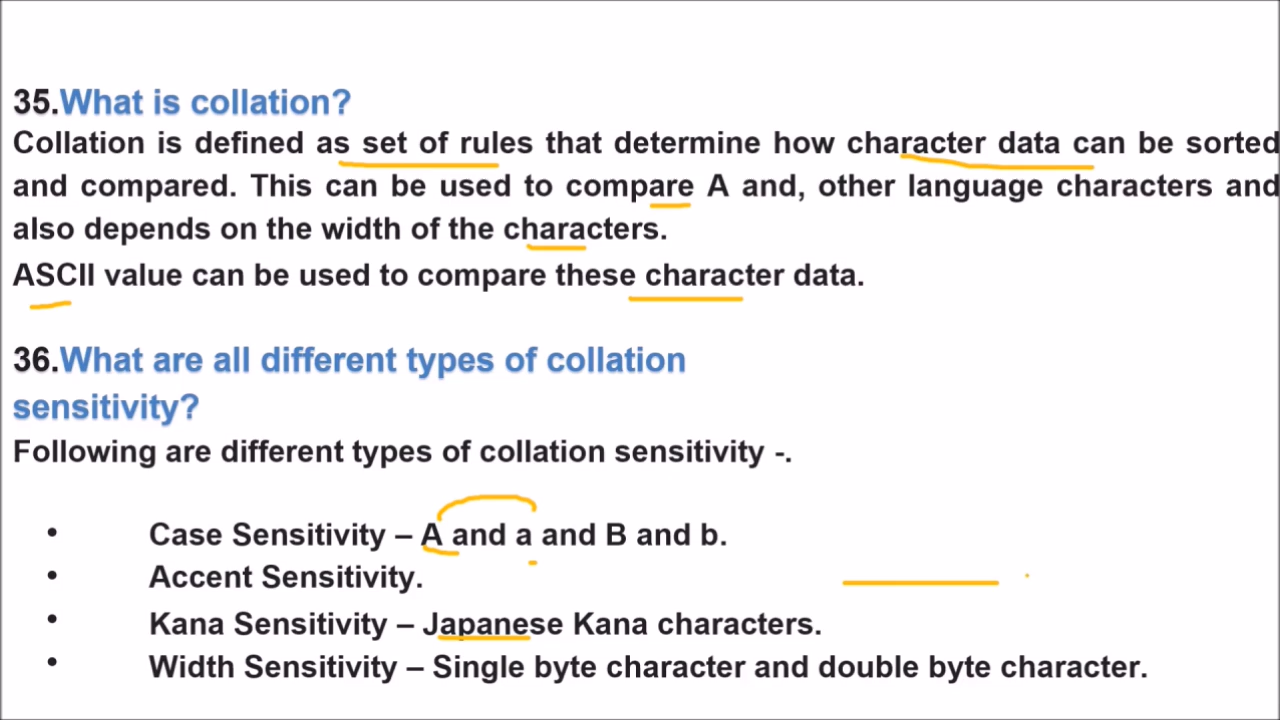 35.What is collation?
Collation is defined as set of rules that determine how character data can be sorted
and compared. This can be used to compare A and, other language characters and
also depends on the width of the characters.
ASCII value can be used to compare these character data.
36.What are all different types of collation
sensitivity?
Following are different types of collation sensitivity -.
• Case Sensitivity – A and a and B and b.
• Accent Sensitivity.
• Kana Sensitivity – Japanese Kana characters.
• Width Sensitivity – Single byte character and double byte character.